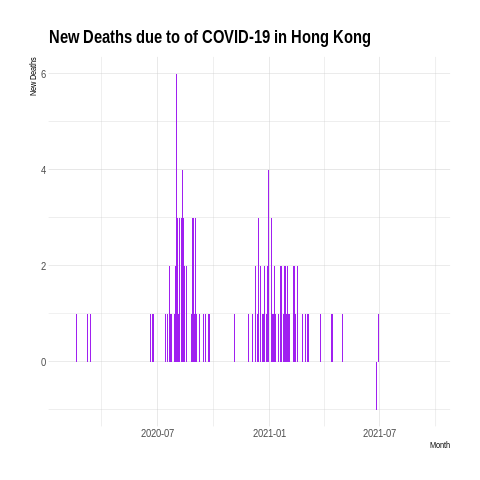 New Deaths due to of COVID-19 in Hong Kong
New Deaths
6
4
2
0
2020-07
2021-01
2021-07
Month